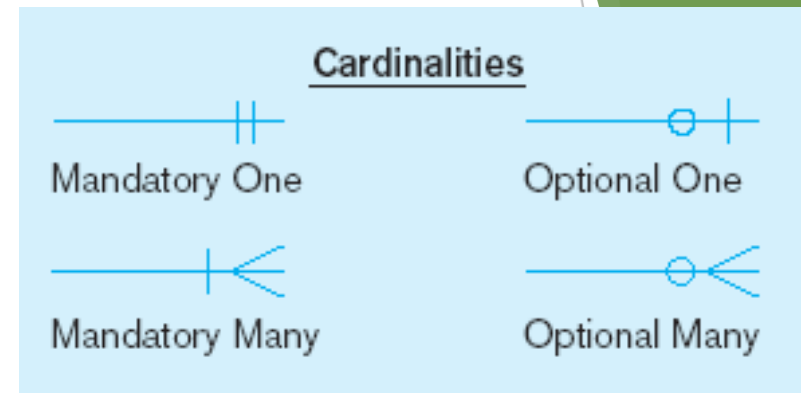 Cardinalities
Mandatory One
Optional One
Mandatory Many
Optional Many